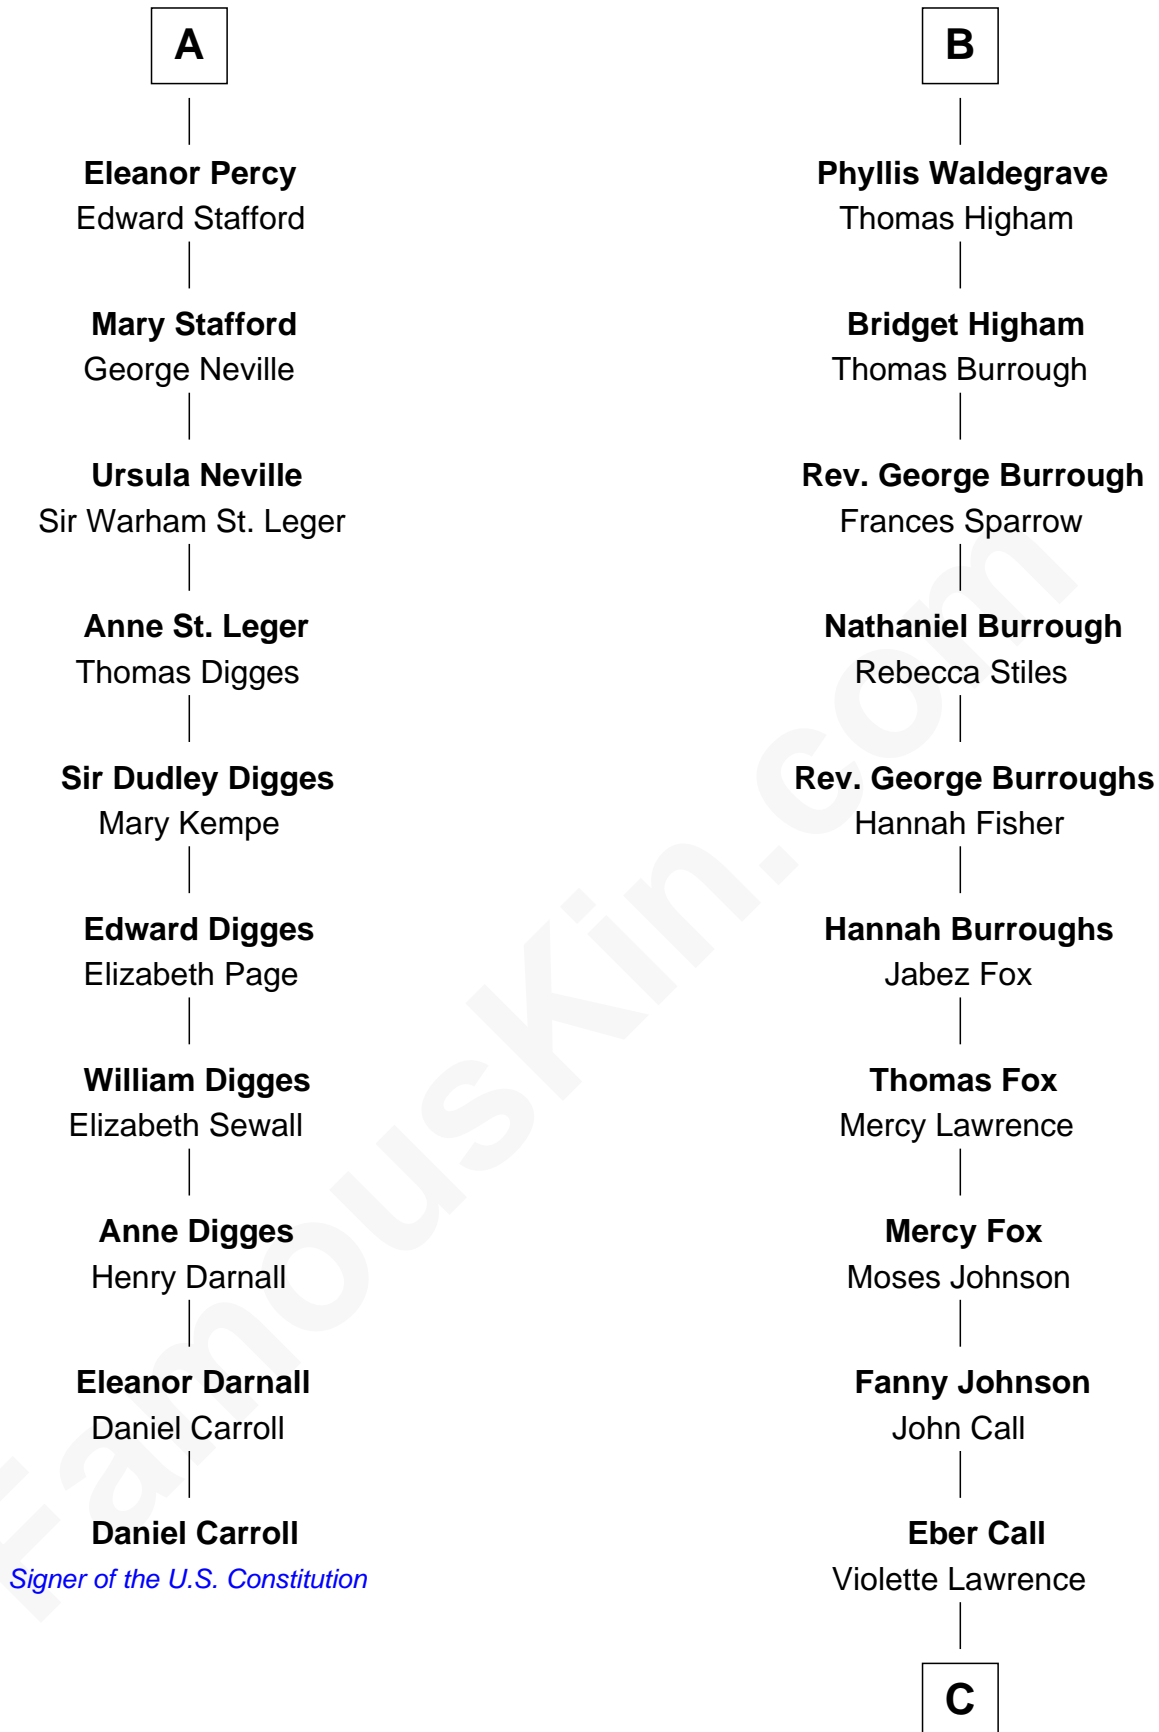 A
Eleanor Percy
Edward Stafford
Mary Stafford
George Neville
Ursula Neville
Sir Warham St. Leger
Anne St. Leger
Thomas Digges
Sir Dudley Digges
Mary Kempe
Edward Digges
Elizabeth Page
William Digges
Elizabeth Sewall
Anne Digges
Henry Darnall
Eleanor Darnall
Daniel Carroll
Daniel Carroll
Signer of the U.S. Constitution
B
Phyllis Waldegrave
Thomas Higham
Bridget Higham
Thomas Burrough
Rev. George Burrough
Frances Sparrow
Nathaniel Burrough
Rebecca Stiles
Rev. George Burroughs
Hannah Fisher
Hannah Burroughs
Jabez Fox
Thomas Fox
Mercy Lawrence
Mercy Fox
Moses Johnson
Fanny Johnson
John Call
Eber Call
Violette Lawrence
C
FamousKin.com